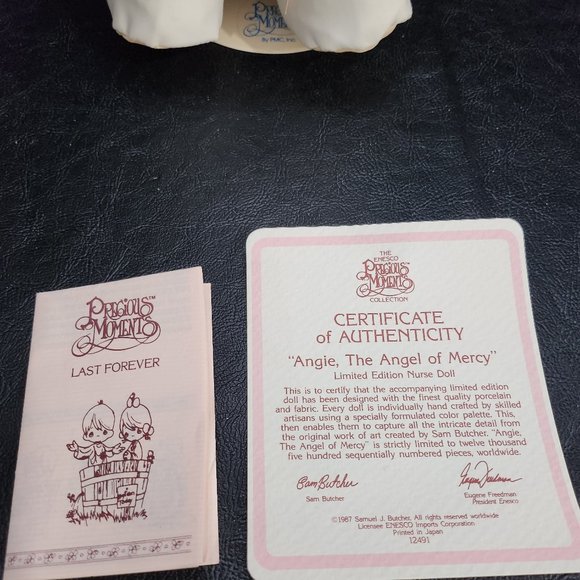 PRECIOUS
MOMENTS
By PMC, Inc.
PRECIOUS
MOMENTS™
LAST FOREVER
THE
ENESCO
PRECIOUS
MOMENTS
COLLECTION
CERTIFICATE
of AUTHENTICITY
"Angie, The Angel of Mercy"
Limited Edition Nurse Doll
This is to certify that the accompanying limited edition
doll has been designed with the finest quality porcelain
and fabric. Every doll is individually hand crafted by skilled
artisans using a specially formulated color palette. This,
then enables them to capture all the intricate detail from
the original work of art created by Sam Butcher. "Angie,
The Angel of Mercy" is strictly limited to twelve thousand
five hundred sequentially numbered pieces, worldwide.
Sam Butcher
Eugene Freedman
Sam Butcher
Eugene Freedman
President Enesco
©1987 Samuel J. Butcher. All rights reserved worldwide
Licensee ENESCO Imports Corporation
Printed in Japan
12491